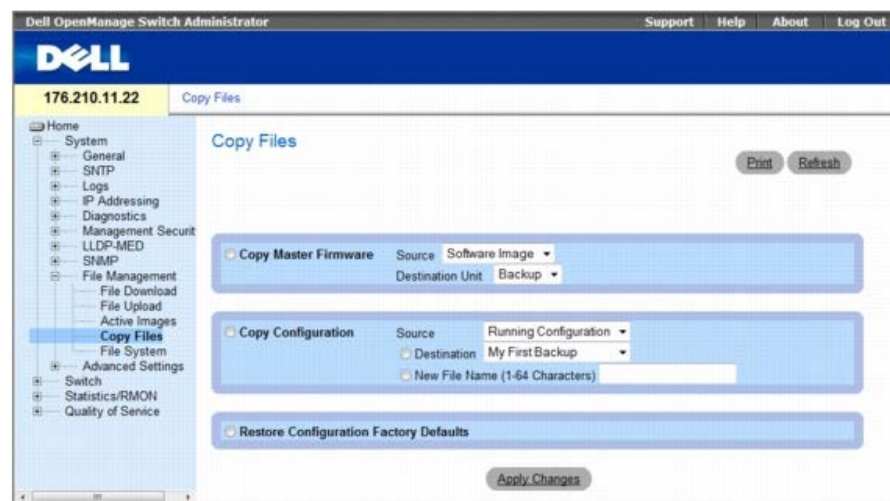 Dell OpenManage Switch Administrator
Support Help About Log Out
DELL
176.210.11.22
Copy Files
Home
System
General
SNTP
Logs
IP Addressing
Diagnostics
Management Securit
LLDP-MED
SNMP
File Management
File Download
File Upload
Active Images
Copy Files
File System
Advanced Settings
Switch
Statistics/RMON
Quality of Service
Copy Files
Print Refresh
Copy Master Firmware Source Software Image
Destination Unit Backup
Copy Configuration Source Running Configuration
Destination My First Backup
New File Name (1-64 Characters)
Restore Configuration Factory Defaults
Apply Changes